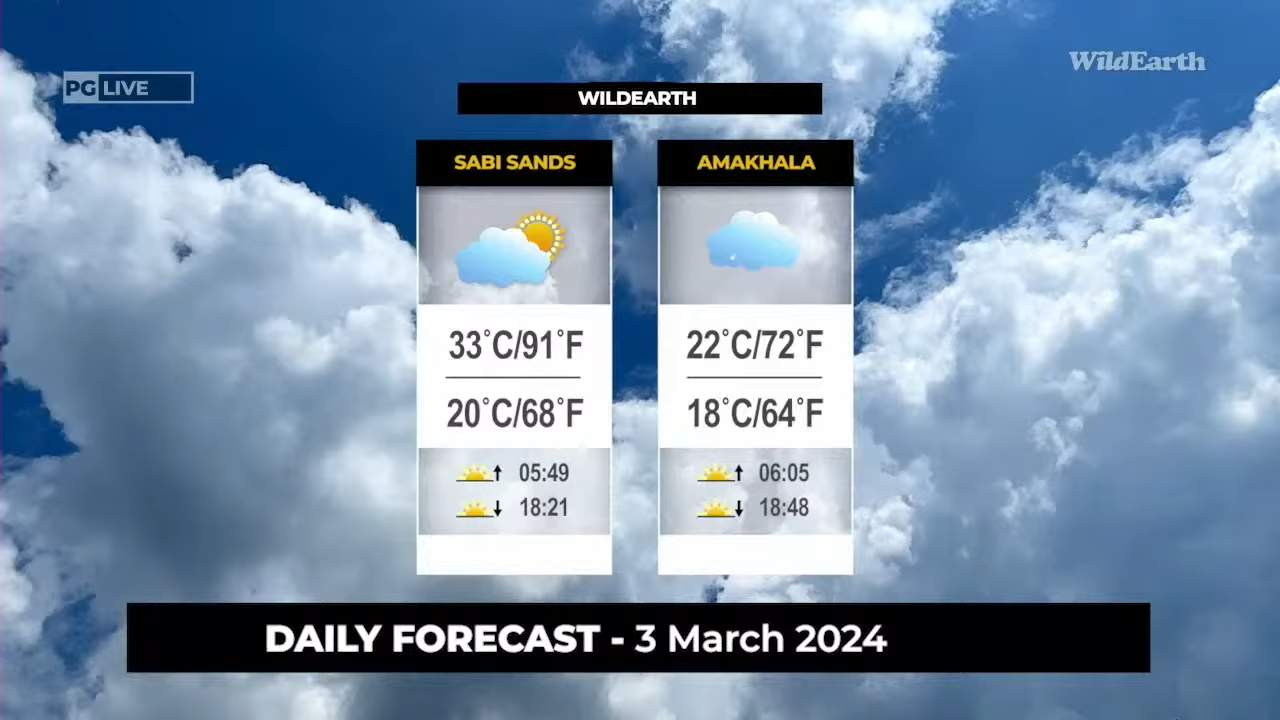 PG LIVE
WildEarth
WILDEARTH
SABI SANDS
33°C/91°F
20°C/68°F
05:49
18:21
AMAKHALA
22°C/72°F
18°C/64°F
06:05
18:48
DAILY FORECAST - 3 March 2024